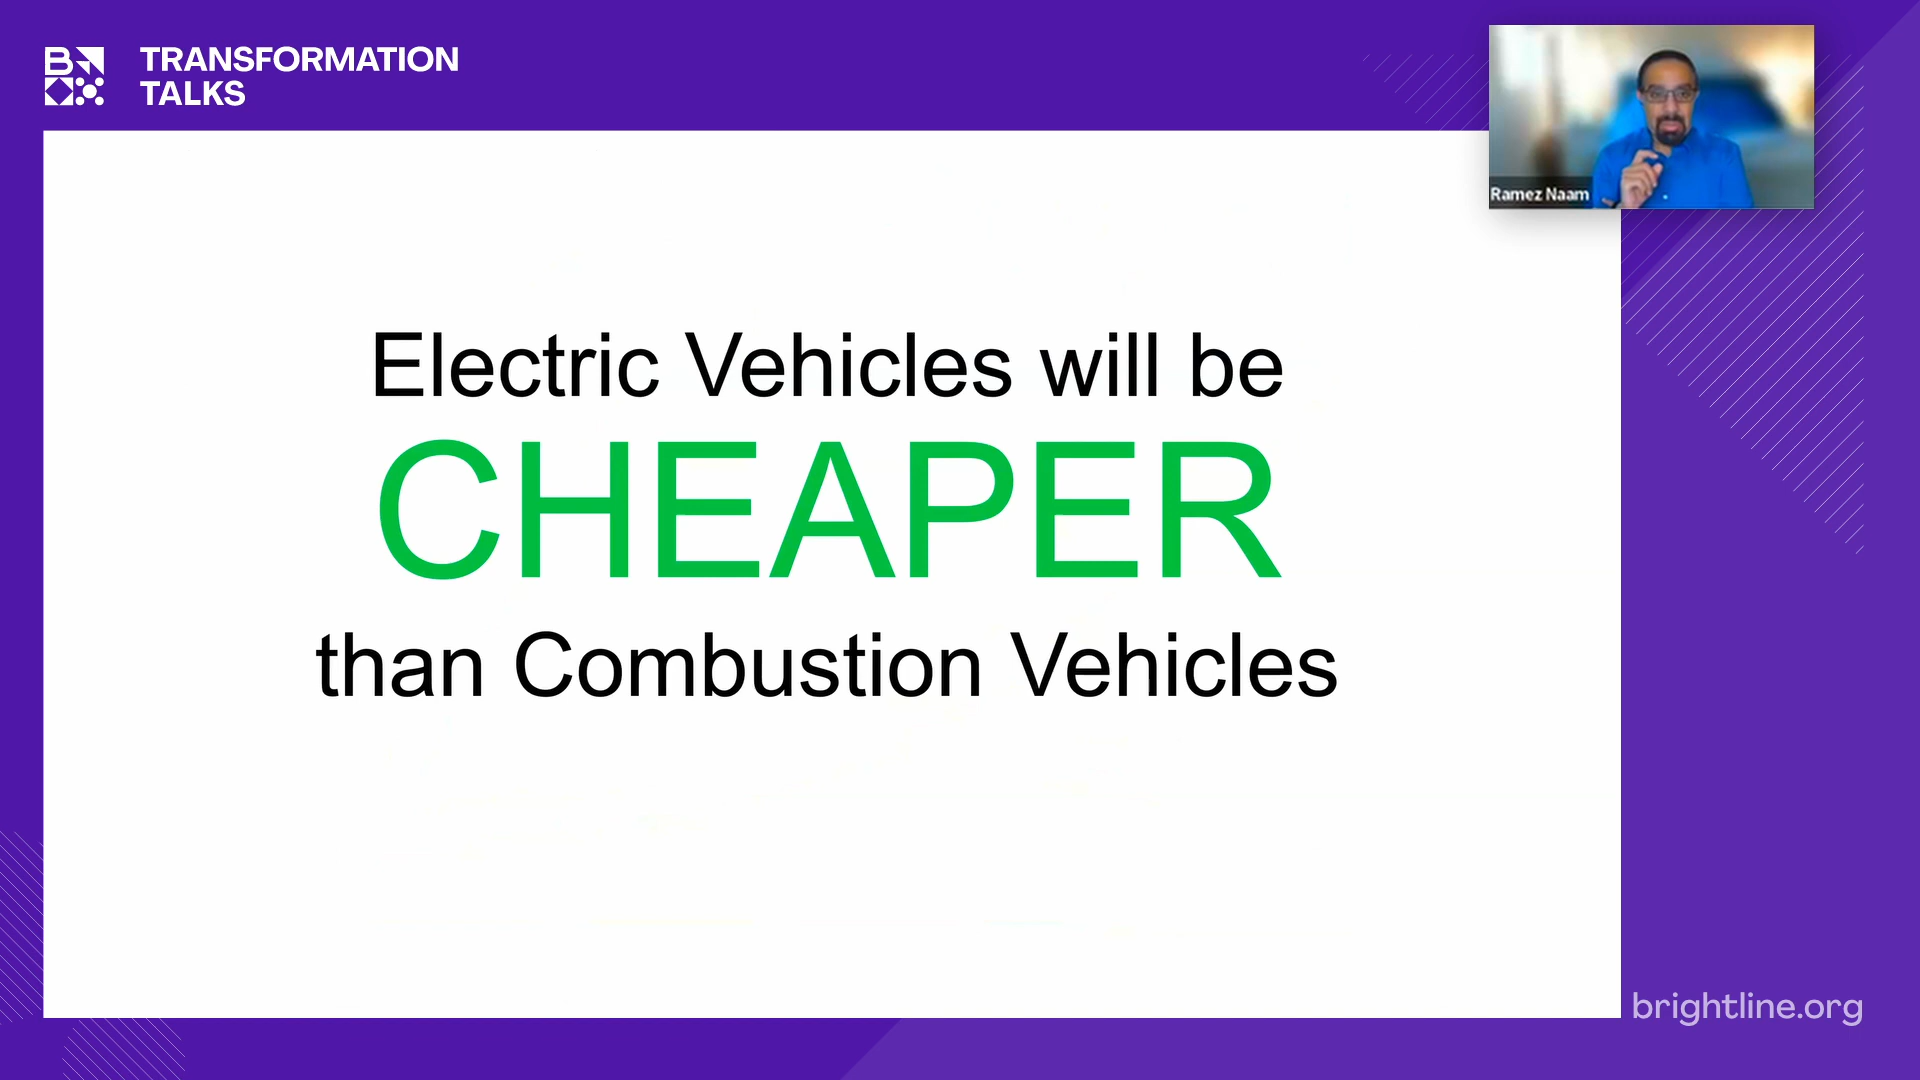 B
TRANSFORMATION
TALKS
Ramez Naam
Electric Vehicles will be
CHEAPER
than Combustion Vehicles
brightline.org